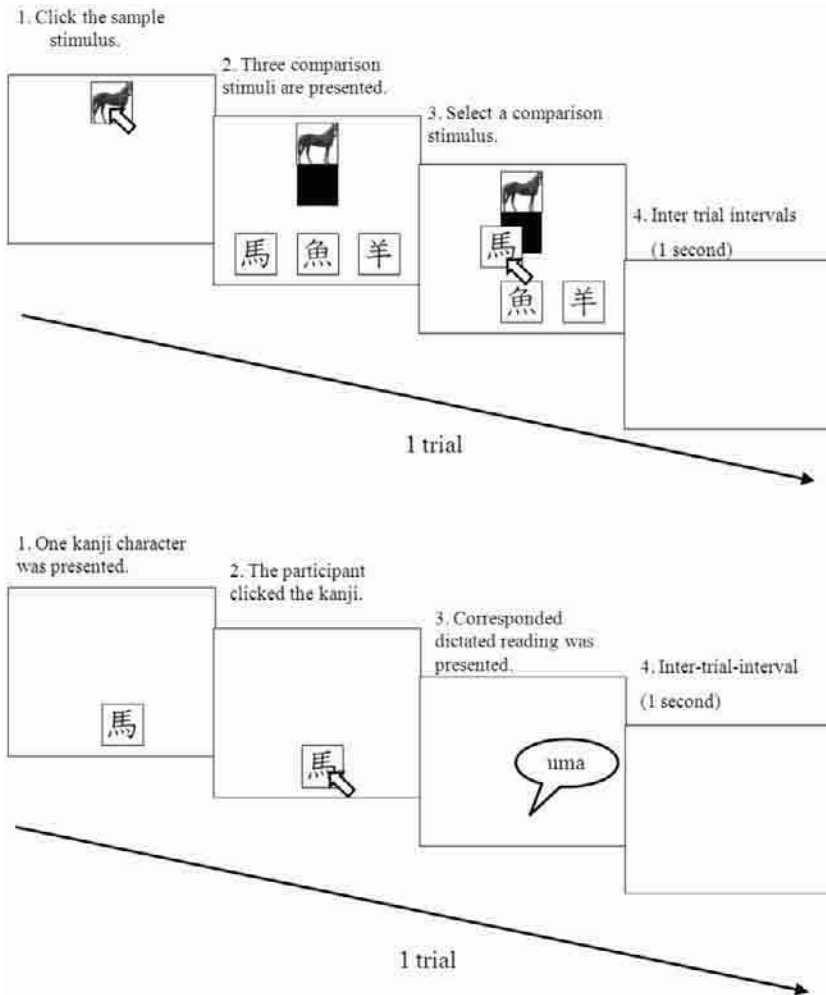 1. Click the sample
stimulus.
2. Three comparison
stimuli are presented.
3. Select a comparison
stimulus.
4. Inter trial intervals
(1 second)
馬 魚 羊
馬
魚 羊
1 trial
1. One kanji character
was presented.
2. The participant
clicked the kanji.
3. Corresponded
dictated reading was
presented.
4. Inter-trial-interval
(1 second)
馬
馬
uma
1 trial